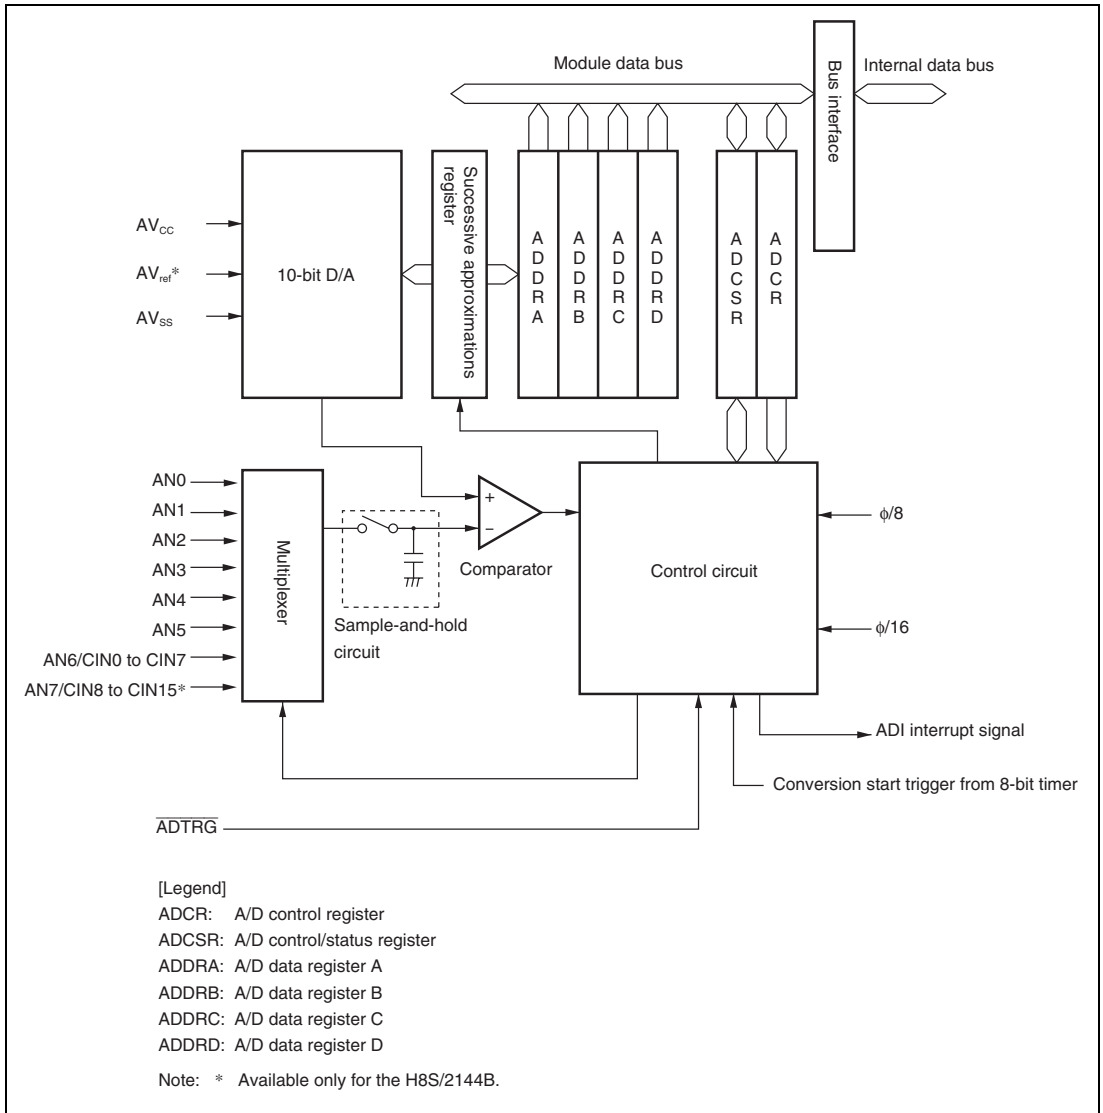 Module data bus
Internal data bus
Bus interface
AVCC
AVref*
AVSS
10-bit D/A
Successive approximations
register
ADDRA
ADDRB
ADDRC
ADDRD
ADCSR
ADCR
AN0
AN1
AN2
AN3
AN4
AN5
AN6/CIN0 to CIN7
AN7/CIN8 to CIN15*
Multiplexer
+
−
Comparator
Sample-and-hold
circuit
Control circuit
ϕ/8
ϕ/16
ADI interrupt signal
Conversion start trigger from 8-bit timer
ADTRG
[Legend]
ADCR: A/D control register
ADCSR: A/D control/status register
ADDRA: A/D data register A
ADDRB: A/D data register B
ADDRC: A/D data register C
ADDRD: A/D data register D
Note: * Available only for the H8S/2144B.